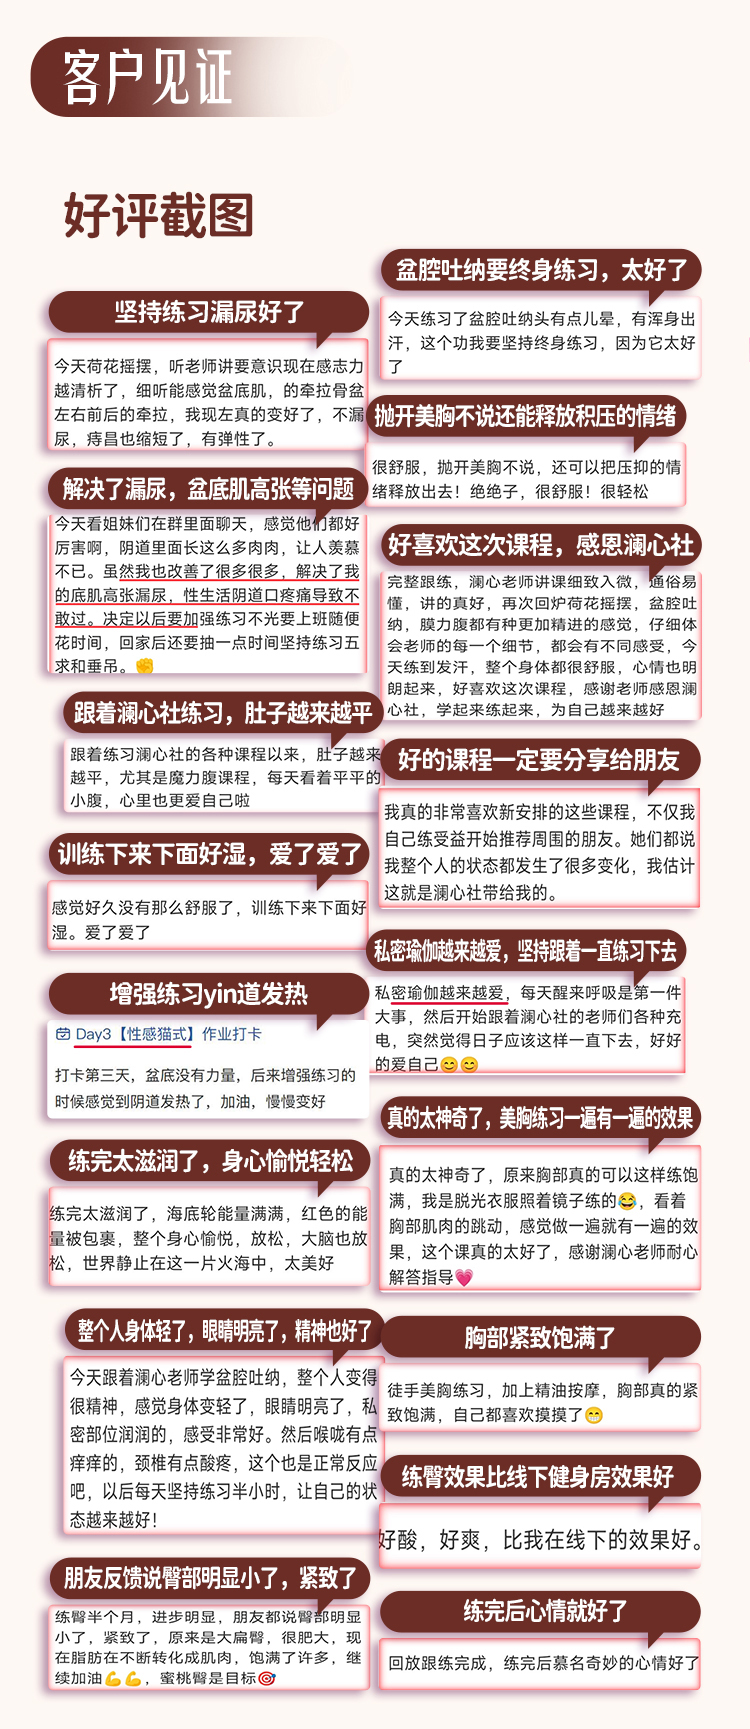 客户见证
好评截图
坚持练习漏尿好了
今天荷花摇摆，听老师讲要意识现在感志力
越清析了，细听能感觉盆底肌，的牵拉骨盆
左右前后的牵拉，我现左真的变好了，不漏
尿，痔昌也缩短了，有弹性了。
解决了漏尿，盆底肌高张等问题
今天看姐妹们在群里面聊天，感觉他们都好
厉害啊，阴道里面长这么多肉肉，让人羡慕
不已。虽然我也改善了很多很多，解决了我
的底肌高张漏尿，性生活阴道口疼痛导致不
敢过。决定以后要加强练习不光要上班随便
花时间，回家后还要抽一点时间坚持练习五
求和垂吊。✊
跟着澜心社练习，肚子越来越平
跟着练习澜心社的各种课程以来，肚子越来
越平，尤其是魔力腹课程，每天看着平平的
小腹，心里也更爱自己啦
训练下来下面好湿，爱了爱了
感觉好久没有那么舒服了，训练下来下面好
湿。爱了爱了
增强练习yin道发热
Day3【性感猫式】作业打卡
打卡第三天，盆底没有力量，后来增强练习的
时候感觉到阴道发热了，加油，慢慢变好
练完太滋润了，身心愉悦轻松
练完太滋润了，海底轮能量满满，红色的能
量被包裹，整个身心愉悦，放松，大脑也放
松，世界静止在这一片火海中，太美好
整个人身体轻了，眼睛明亮了，精神也好了
今天跟着澜心老师学盆腔吐纳，整个人变得
很精神，感觉身体变轻了，眼睛明亮了，私
密部位润润的，感受非常好。然后喉咙有点
痒痒的，颈椎有点酸疼，这个也是正常反应
吧，以后每天坚持练习半小时，让自己的状
态越来越好！
朋友反馈说臀部明显小了，紧致了
练臀半个月，进步明显，朋友都说臀部明显
小了，紧致了，原来是大扁臀，很肥大，现
在脂肪在不断转化成肌肉，饱满了许多，继
续加油💪💪，蜜桃臀是目标🎯
盆腔吐纳要终身练习，太好了
今天练习了盆腔吐纳头有点儿晕，有浑身出
汗，这个功我要坚持终身练习，因为它太好
了
抛开美胸不说还能释放积压的情绪
很舒服，抛开美胸不说，还可以把压抑的情
绪释放出去！绝绝子，很舒服！很轻松
好喜欢这次课程，感恩澜心社
完整跟练，澜心老师讲课细致入微，通俗易
懂，讲的真好，再次回炉荷花摇摆，盆腔吐
纳，膜力腹都有种更加精进的感觉，仔细体
会老师的每一个细节，都会有不同感受，今
天练到发汗，整个身体都很舒服，心情也明
朗起来，好喜欢这次课程，感谢老师感恩澜
心社，学起来练起来，为自己越来越好
好的课程一定要分享给朋友
我真的非常喜欢新安排的这些课程，不仅我
自己练受益开始推荐周围的朋友。她们都说
我整个人的状态都发生了很多变化，我估计
这就是澜心社带给我的。
私密瑜伽越来越爱，坚持跟着一直练习下去
私密瑜伽越来越爱，每天醒来呼吸是第一件
大事，然后开始跟着澜心社的老师们各种充
电，突然觉得日子应该这样一直下去，好好
的爱自己😊😊
真的太神奇了，美胸练习一遍有一遍的效果
真的太神奇了，原来胸部真的可以这样练饱
满，我是脱光衣服照着镜子练的😂，看着
胸部肌肉的跳动，感觉做一遍就有一遍的效
果，这个课真的太好了，感谢澜心老师耐心
解答指导💗
胸部紧致饱满了
徒手美胸练习，加上精油按摩，胸部真的紧
致饱满，自己都喜欢摸摸了😁
练臀效果比线下健身房效果好
好酸，好爽，比我在线下的效果好。
练完后心情就好了
回放跟练完成，练完后慕名奇妙的心情好了